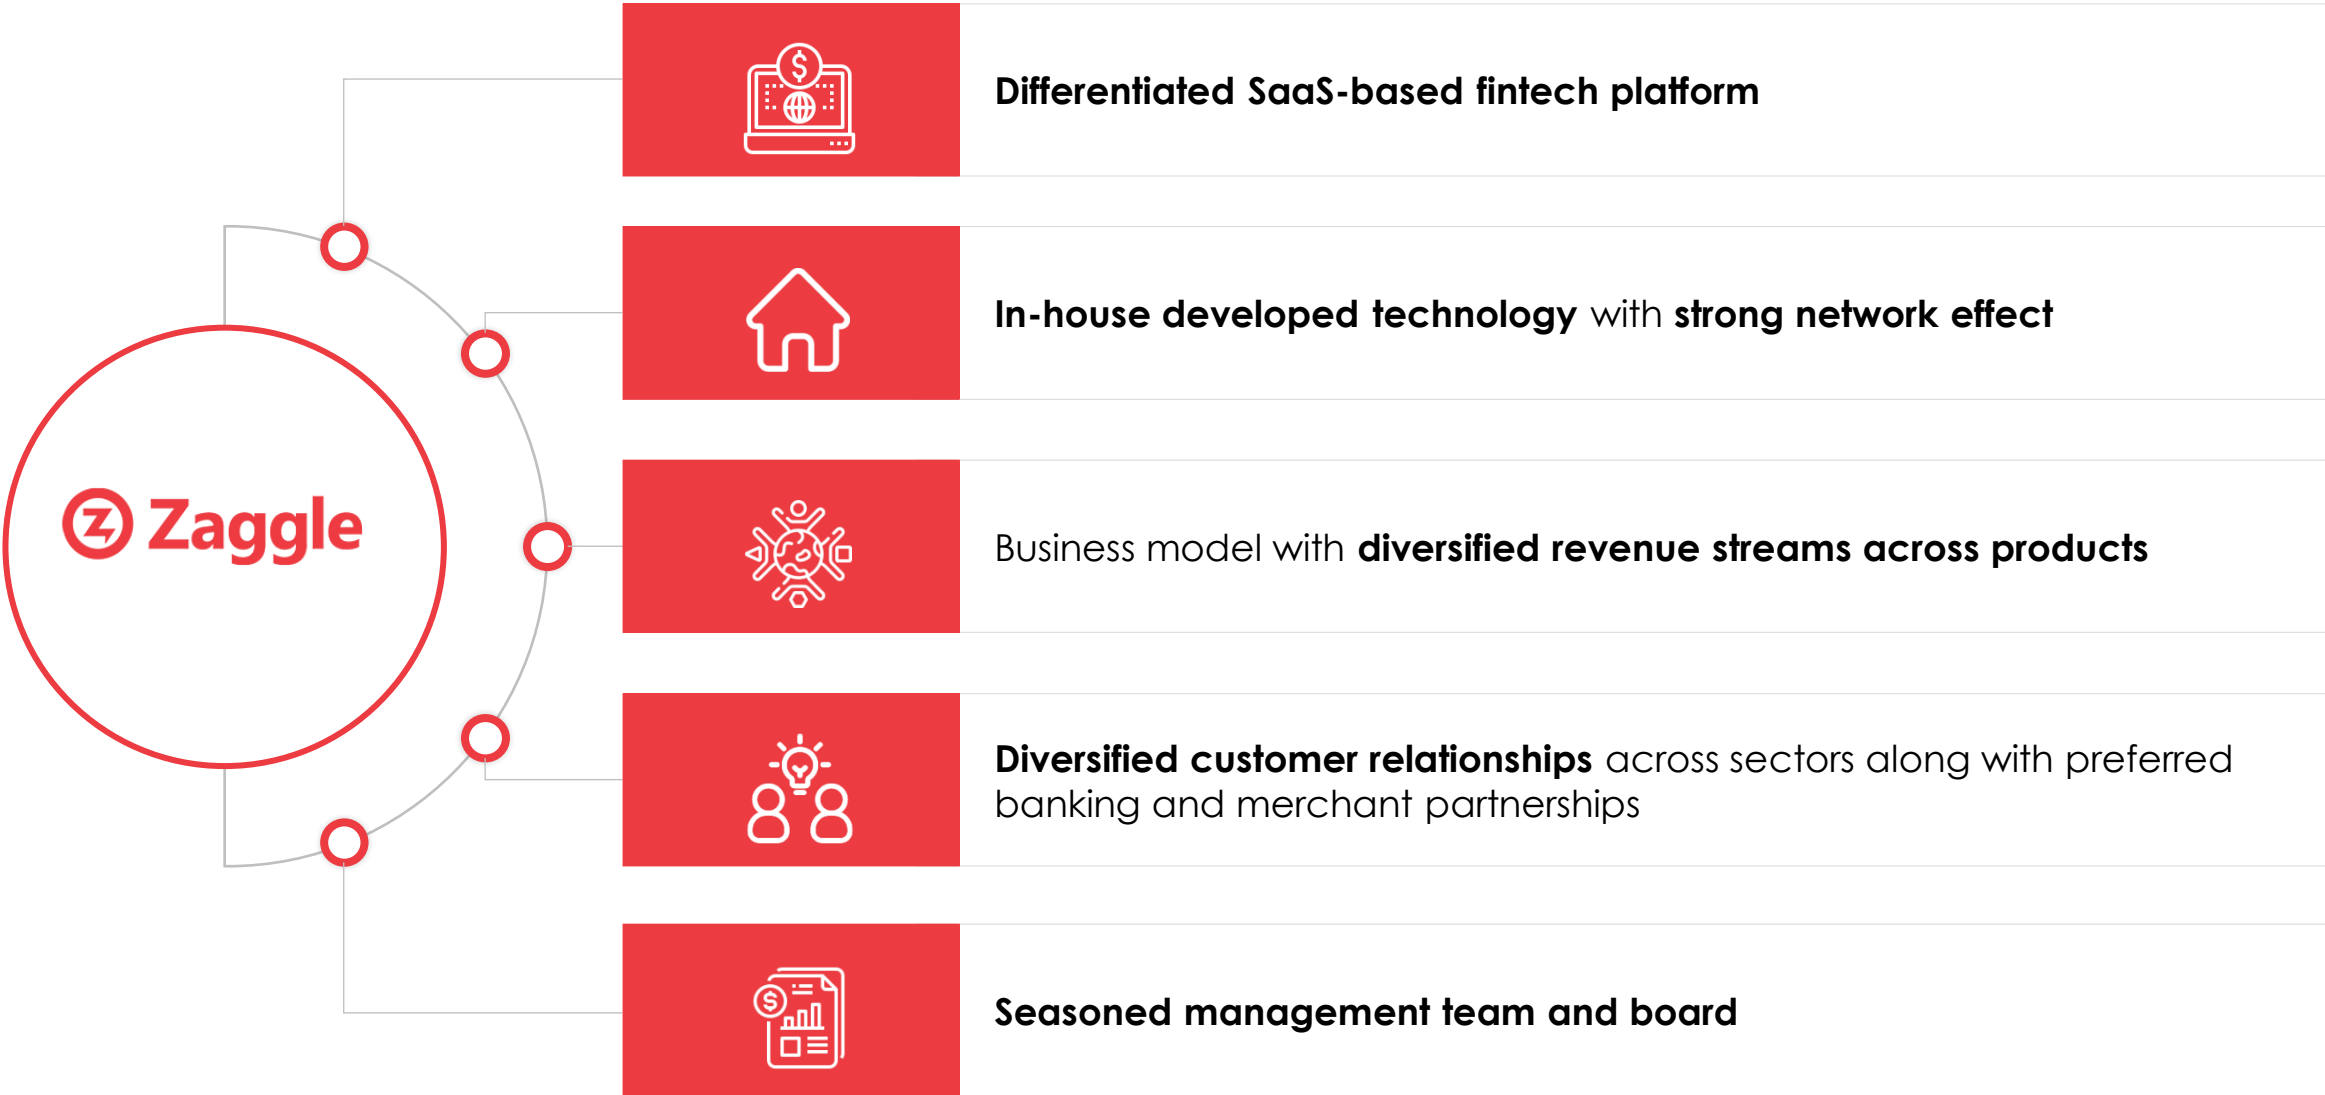 Differentiated SaaS-based fintech platform
In-house developed technology with strong network effect
Zaggle
Business model with diversified revenue streams across products
Diversified customer relationships across sectors along with preferred
banking and merchant partnerships
Seasoned management team and board